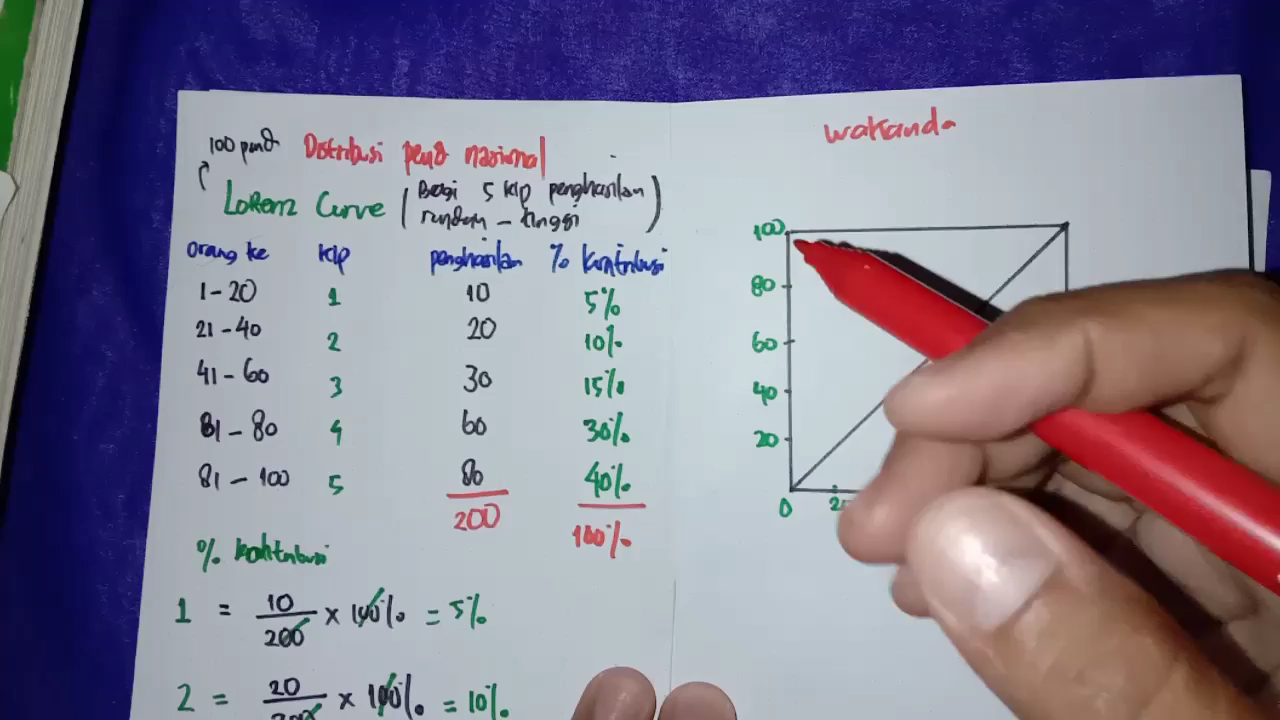 100 pend
Distribusi pend nasional
Lorenz Curve (Bagi 5 klp penghasilan
rendah - tinggi)
orang ke klp penghasilan % kontribusi
1-20 1 10 5%
21-40 2 20 10%
41-60 3 30 15%
81-80 4 60 30%
81-100 5 80 40%
200 100%
% kontribusi
1 = 10/200 x 100% = 5%
2 = 20/200 x 100% = 10%
wakanda
100
80
60
40
20
0